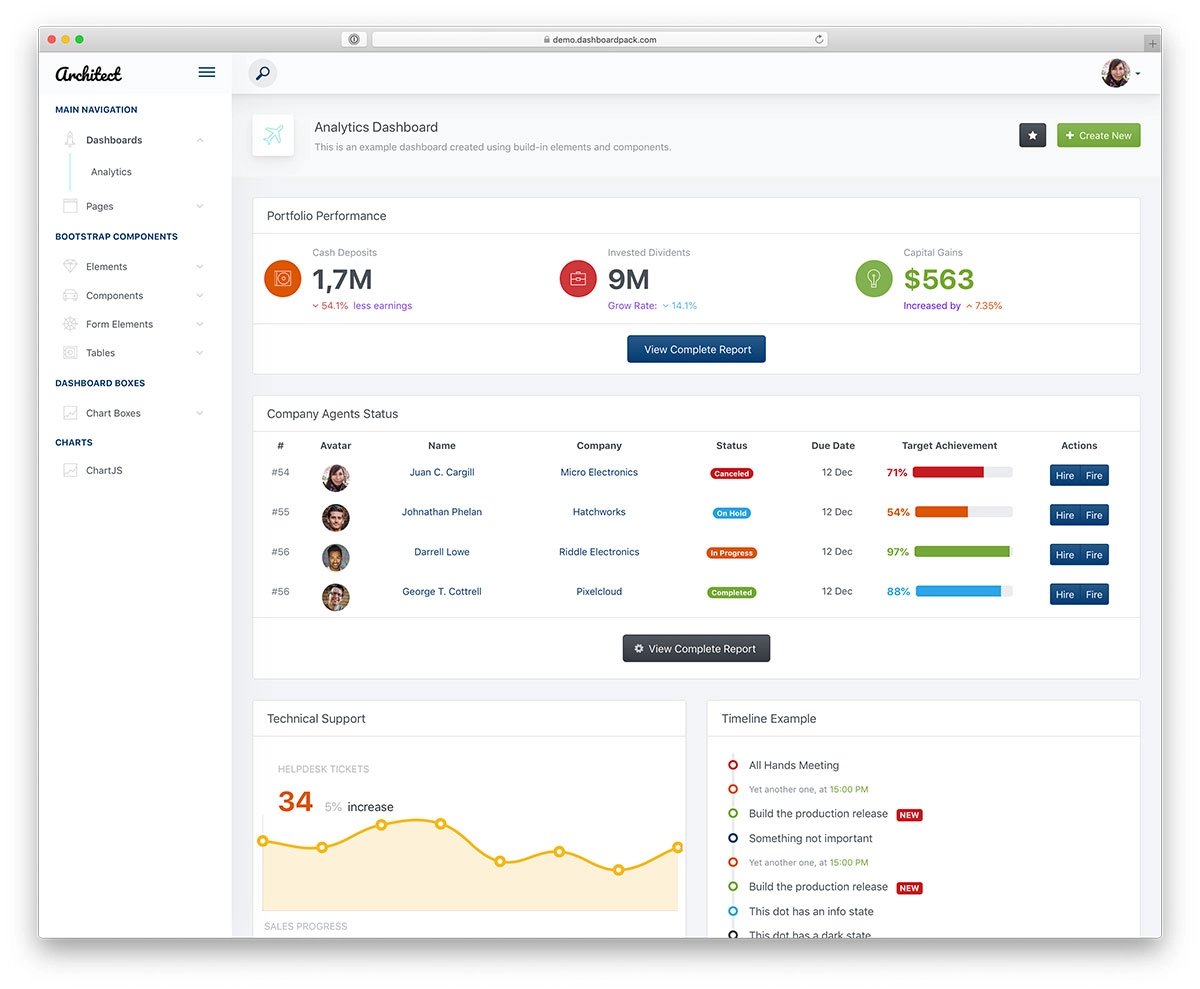 demo.dashboardpack.com
Architect
MAIN NAVIGATION
Dashboards
Analytics
Pages
BOOTSTRAP COMPONENTS
Elements
Components
Form Elements
Tables
DASHBOARD BOXES
Chart Boxes
CHARTS
ChartJS
Analytics Dashboard
This is an example dashboard created using build-in elements and components.
Create New
Portfolio Performance
Cash Deposits
1,7M
54.1% less earnings
Invested Dividents
9M
Grow Rate: 14.1%
Capital Gains
$563
Increased by 7.35%
View Complete Report
Company Agents Status
# Avatar Name Company Status Due Date Target Achievement Actions
#54 Juan C. Cargill Micro Electronics Canceled 12 Dec 71% Hire Fire
#55 Johnathan Phelan Hatchworks On Hold 12 Dec 54% Hire Fire
#56 Darrell Lowe Riddle Electronics In Progress 12 Dec 97% Hire Fire
#56 George T. Cottrell Pixelcloud Completed 12 Dec 88% Hire Fire
View Complete Report
Technical Support
HELPDESK TICKETS
34 5% increase
SALES PROGRESS
Timeline Example
All Hands Meeting
Yet another one, at 15:00 PM
Build the production release NEW
Something not important
Yet another one, at 15:00 PM
Build the production release NEW
This dot has an info state
This dot has a dark state